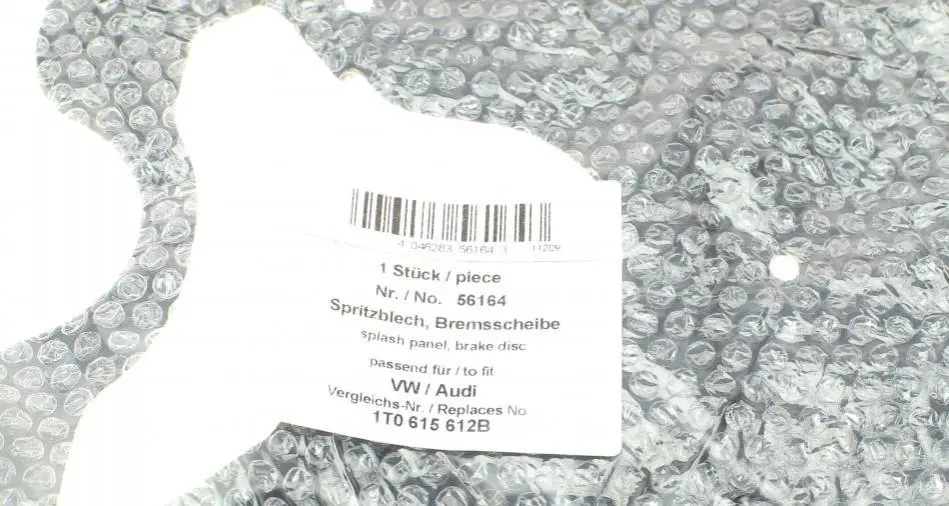 4 046283 56164 3 11209
1 Stück / piece
Nr. / No. 56164
Spritzblech, Bremsscheibe
splash panel, brake disc
passend für / to fit
VW / Audi
Vergleichs-Nr. / Replaces No
1T0 615 612B